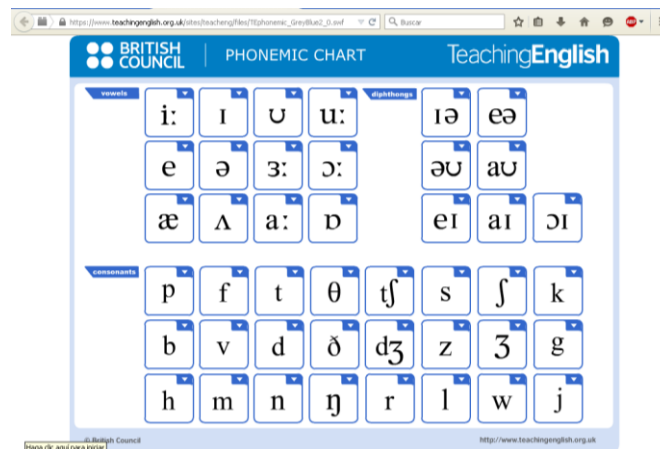 https://www.teachingenglish.org.uk/sites/teacheng/files/TEphonemic_GreyBlue2_0.swf Buscar
BRITISH COUNCIL PHONEMIC CHART TeachingEnglish
vowels iː ɪ ʊ uː diphthongs ɪə eə
e ə ɜː ɔː əʊ aʊ
æ ʌ aː ɒ eɪ aɪ ɔɪ
consonants
p f t θ tʃ s ʃ k
b v d ð dʒ z ʒ g
h m n ŋ r l w j
© British Council http://www.teachingenglish.org.uk
Haga clic aquí para iniciar